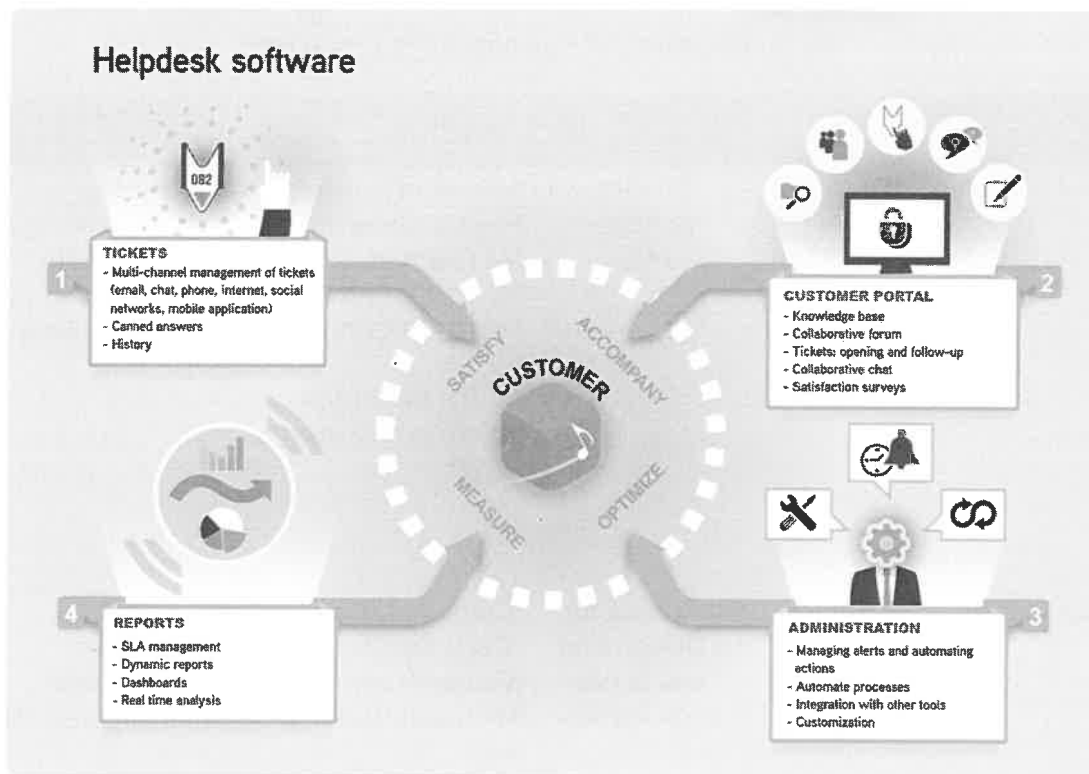 Helpdesk software
082
1
TICKETS
- Multi-channel management of tickets
(email, chat, phone, internet, social
networks, mobile application)
- Canned answers
- History
2
CUSTOMER PORTAL
- Knowledge base
- Collaborative forum
- Tickets: opening and follow-up
- Collaborative chat
- Satisfaction surveys
SATISFY
ACCOMPANY
CUSTOMER
MEASURE
OPTIMIZE
4
REPORTS
- SLA management
- Dynamic reports
- Dashboards
- Real time analysis
3
ADMINISTRATION
- Managing alerts and automating
actions
- Automate processes
- Integration with other tools
- Customization